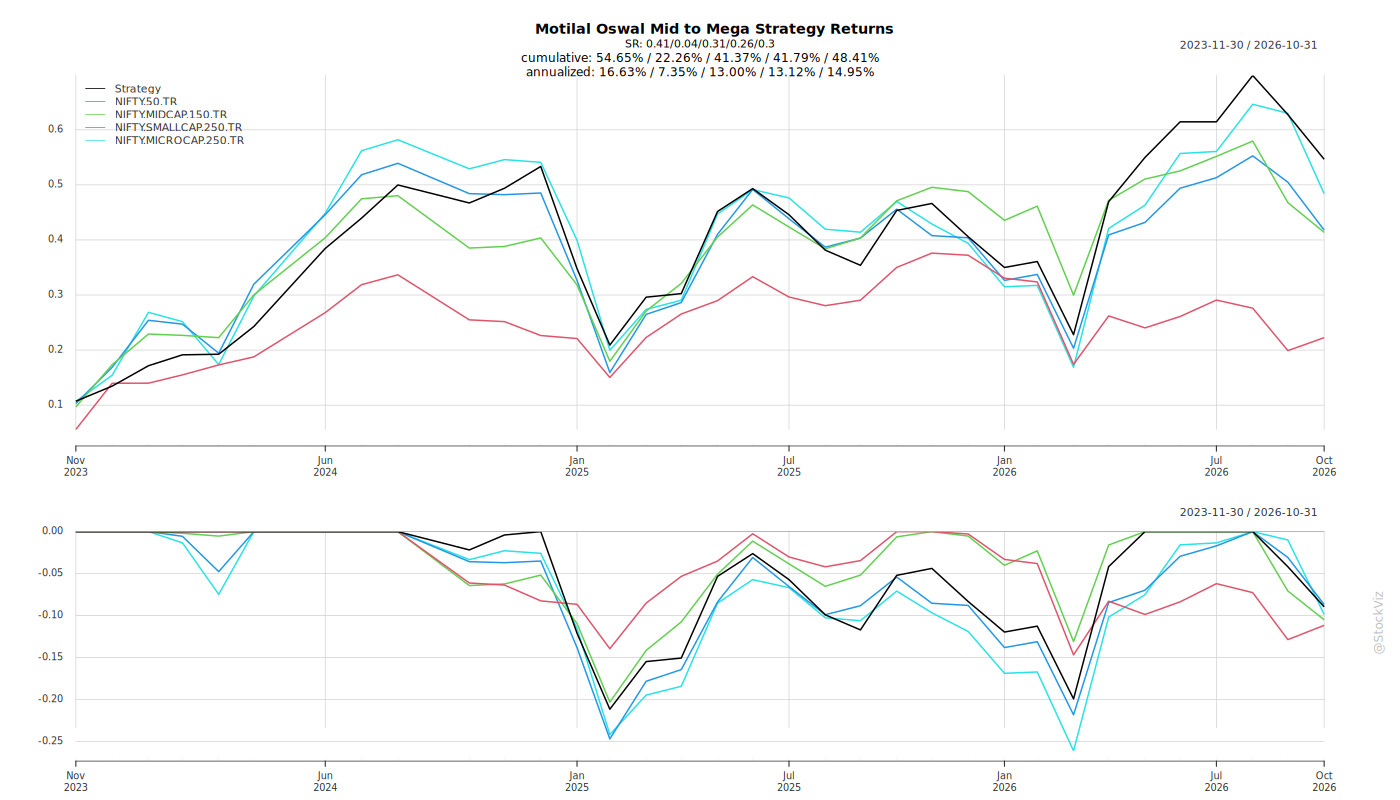 Motilal Oswal Mid to Mega Strategy Returns
SR: 0.41/0.04/0.31/0.26/0.3
cumulative: 54.65% / 22.26% / 41.37% / 41.79% / 48.41%
annualized: 16.63% / 7.35% / 13.00% / 13.12% / 14.95%
2023-11-30 / 2026-10-31
Strategy
NIFTY.50.TR
NIFTY.MIDCAP.150.TR
NIFTY.SMALLCAP.250.TR
NIFTY.MICROCAP.250.TR
0.6
0.5
0.4
0.3
0.2
0.1
Nov Jun Jan Jul Jan Jul Oct
2023 2024 2025 2025 2026 2026 2026
2023-11-30 / 2026-10-31
0.00
-0.05
-0.10
-0.15
-0.20
-0.25
Nov Jun Jan Jul Jan Jul Oct
2023 2024 2025 2025 2026 2026 2026
@StockViz